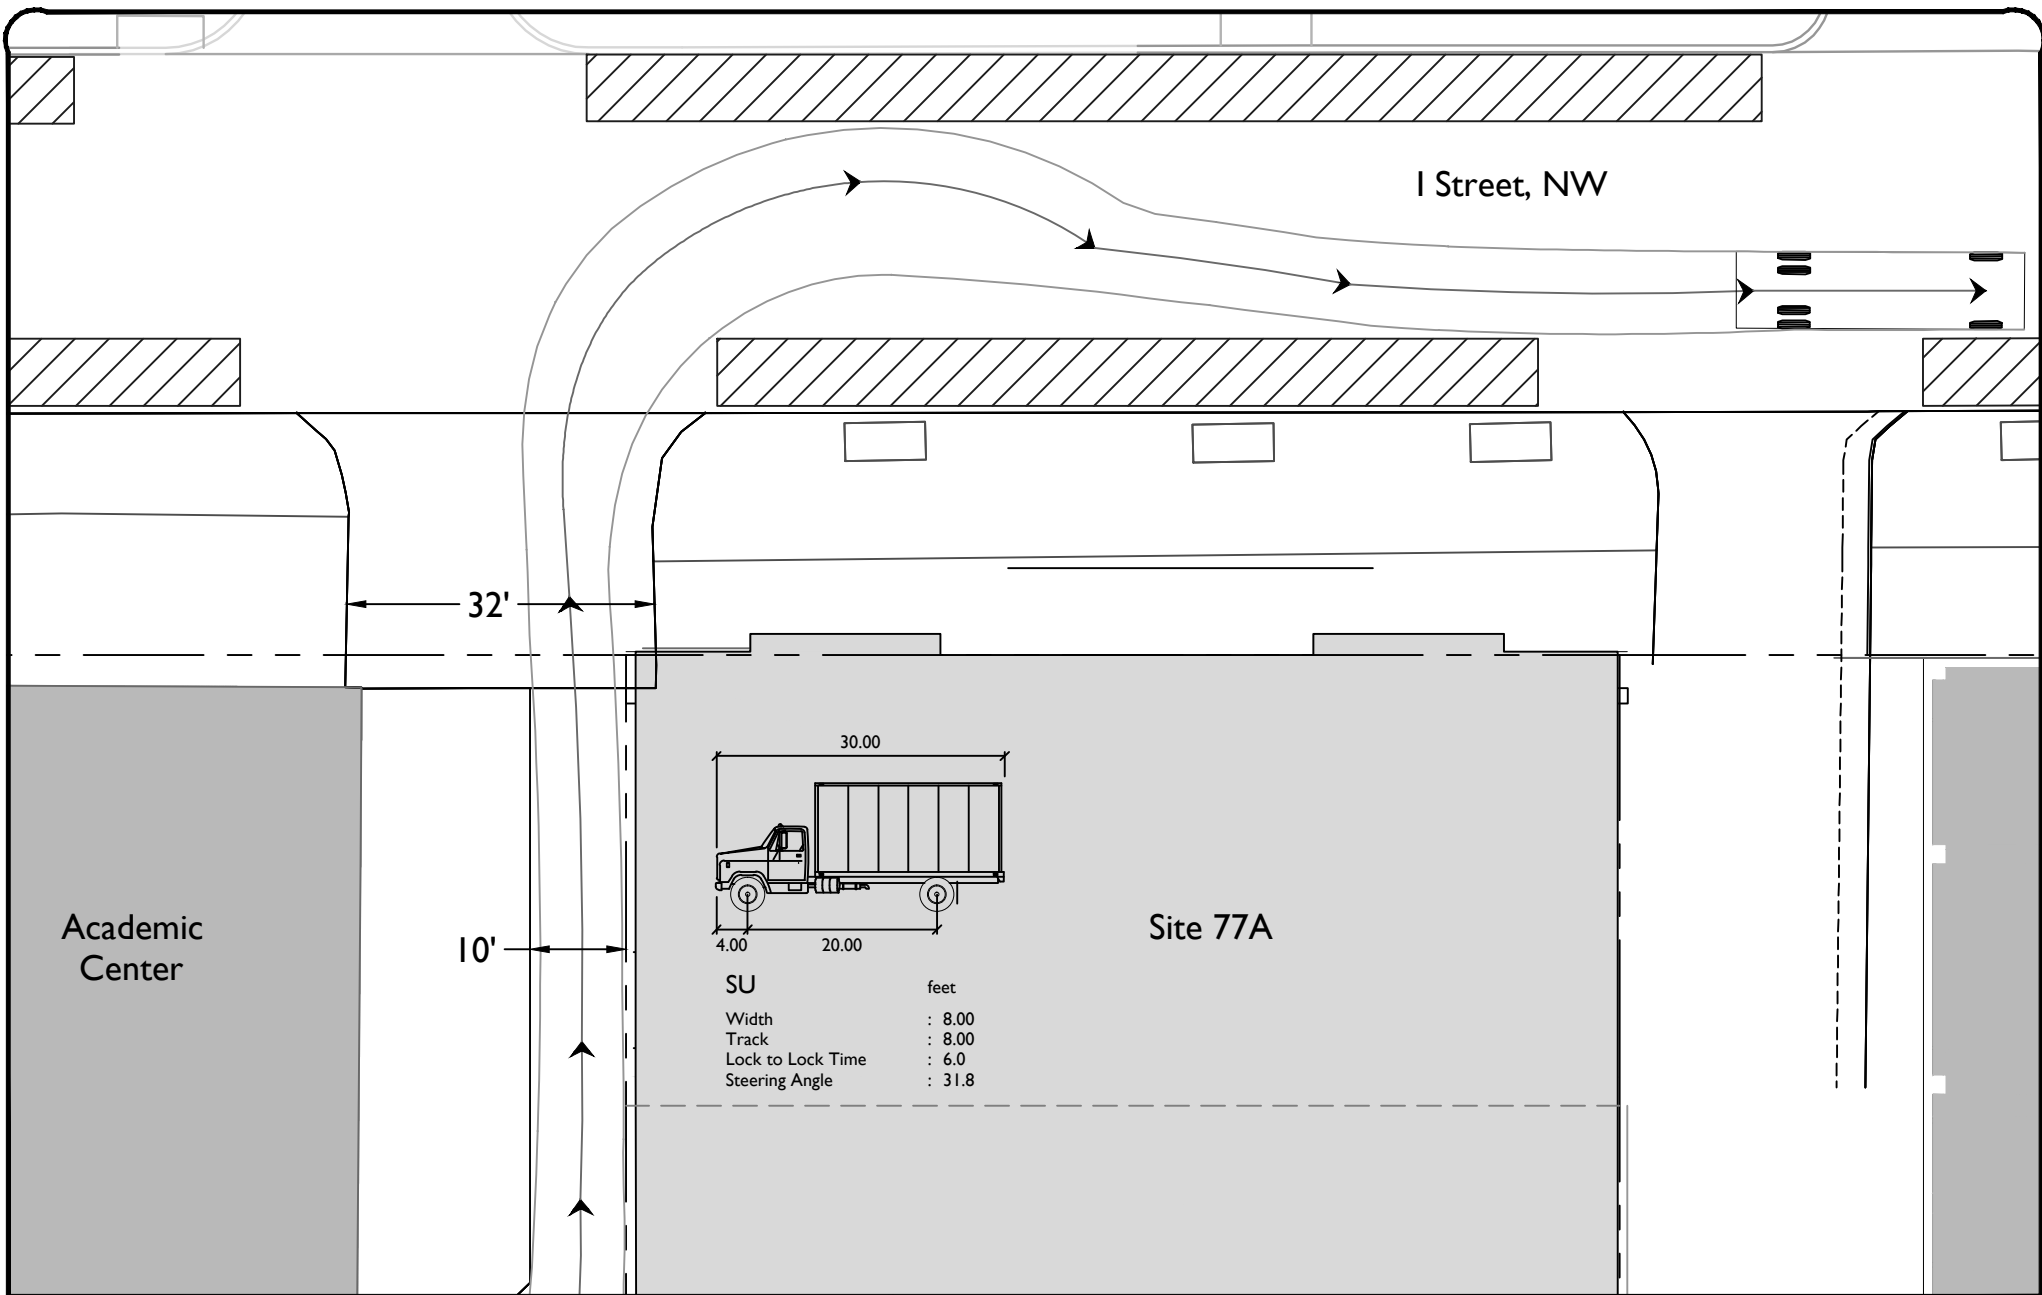 I Street, NW
32'
30.00
4.00 20.00
10'
Academic
Center
Site 77A
SU feet
Width : 8.00
Track : 8.00
Lock to Lock Time : 6.0
Steering Angle : 31.8